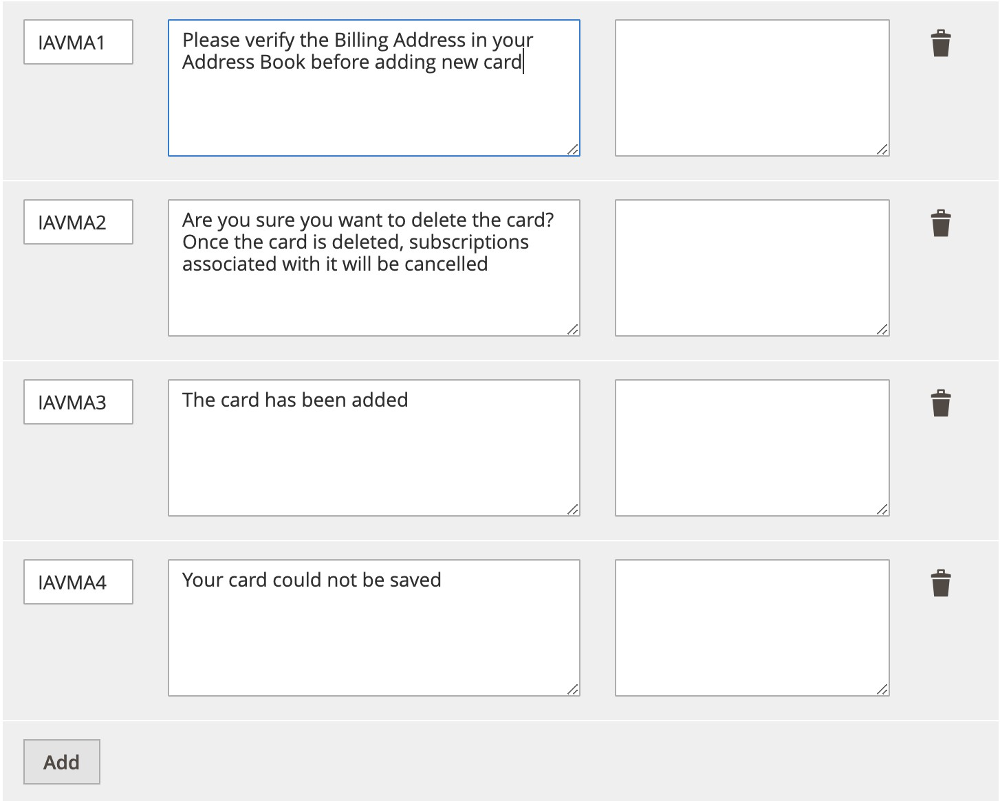 IAVMA1
Please verify the Billing Address in your
Address Book before adding new card
IAVMA2
Are you sure you want to delete the card?
Once the card is deleted, subscriptions
associated with it will be cancelled
IAVMA3
The card has been added
IAVMA4
Your card could not be saved
Add